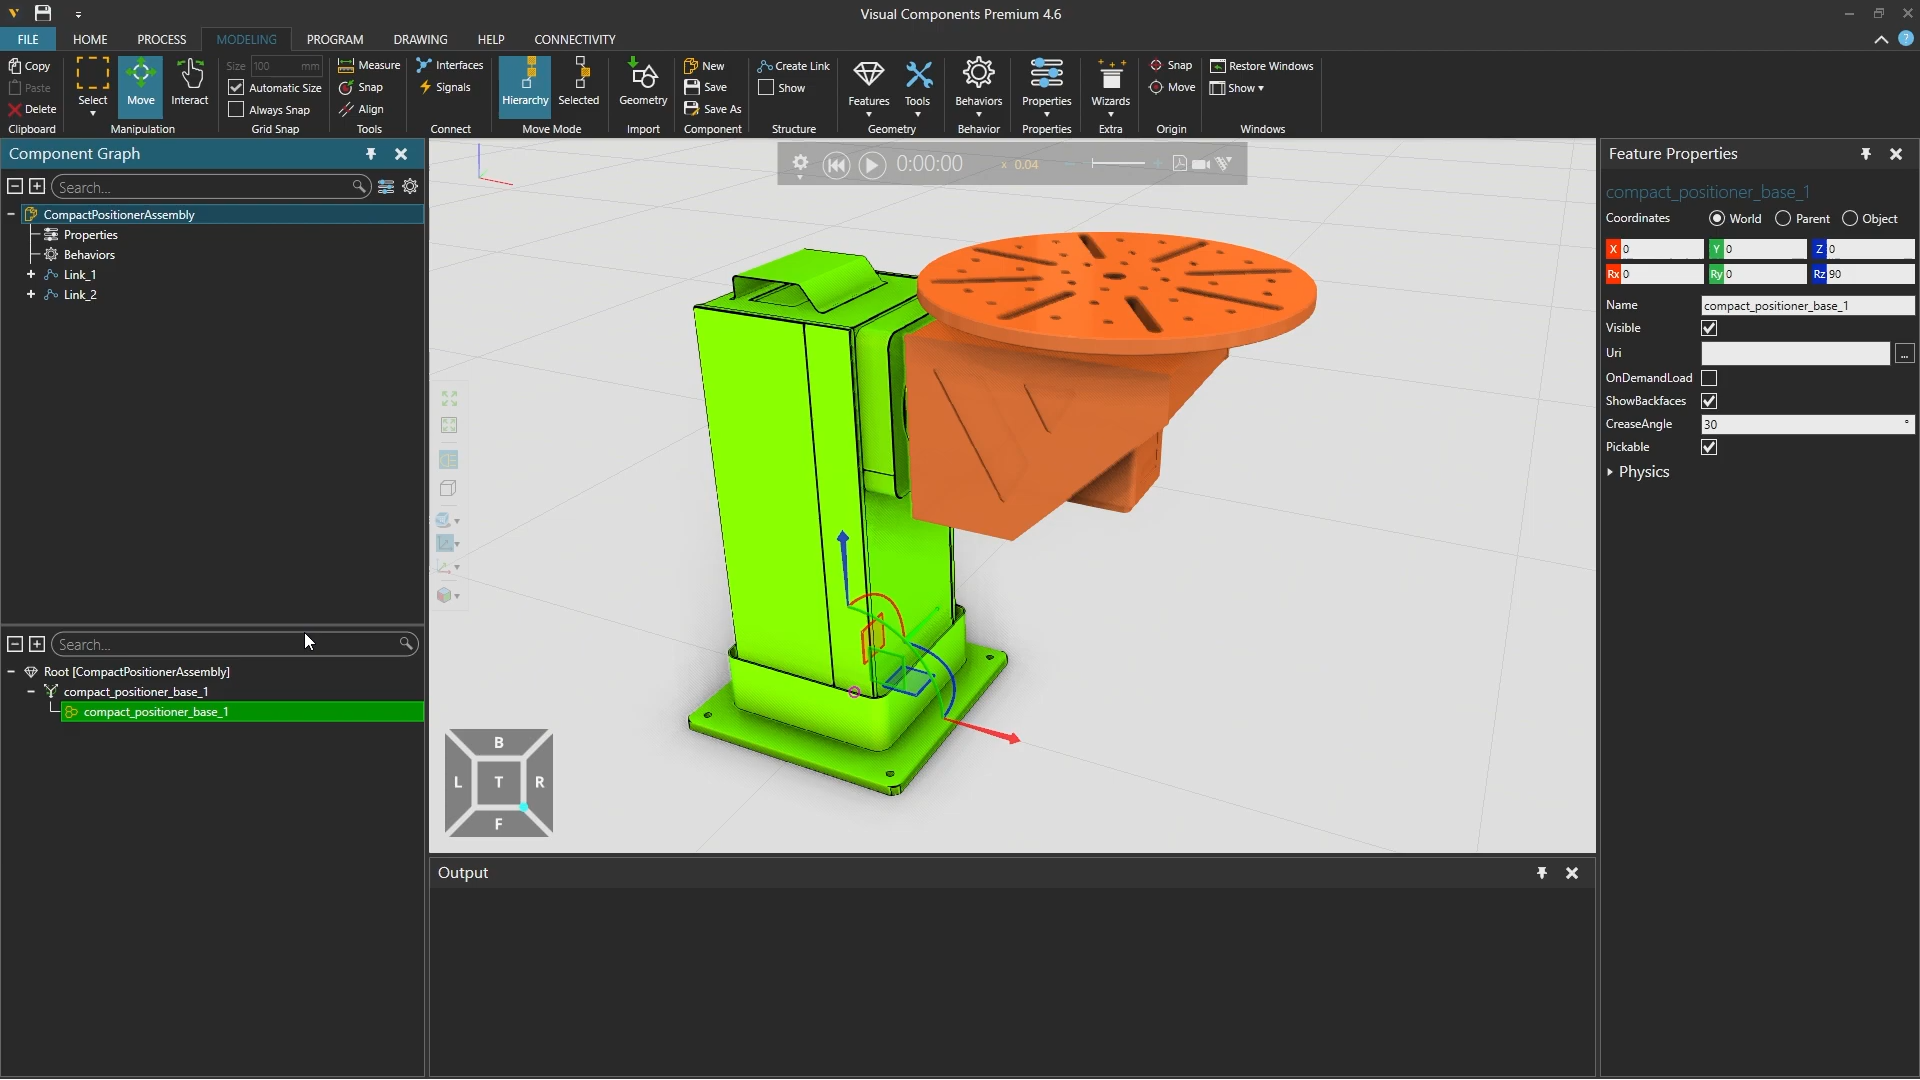 Visual Components Premium 4.6
FILE HOME PROCESS MODELING PROGRAM DRAWING HELP CONNECTIVITY
Copy
Paste
Delete
Clipboard
Select
Move
Interact
Manipulation
Size 100 mm
Automatic Size
Always Snap
Grid Snap
Measure
Snap
Align
Tools
Interfaces
Signals
Connect
Hierarchy
Selected
Move Mode
Geometry
Import
New
Save
Save As
Component
Create Link
Show
Structure
Features
Tools
Geometry
Behaviors
Behavior
Properties
Properties
Wizards
Extra
Snap
Move
Origin
Restore Windows
Show
Windows
Component Graph
Search...
CompactPositionerAssembly
Properties
Behaviors
Link_1
Link_2
Search...
Root [CompactPositionerAssembly]
compact_positioner_base_1
compact_positioner_base_1
0:00:00 x 0.04
B
L T R
F
Output
Feature Properties
compact_positioner_base_1
Coordinates World Parent Object
X 0 Y 0 Z 0
Rx 0 Ry 0 Rz 90
Name compact_positioner_base_1
Visible
Uri ...
OnDemandLoad
ShowBackfaces
CreaseAngle 30 °
Pickable
Physics